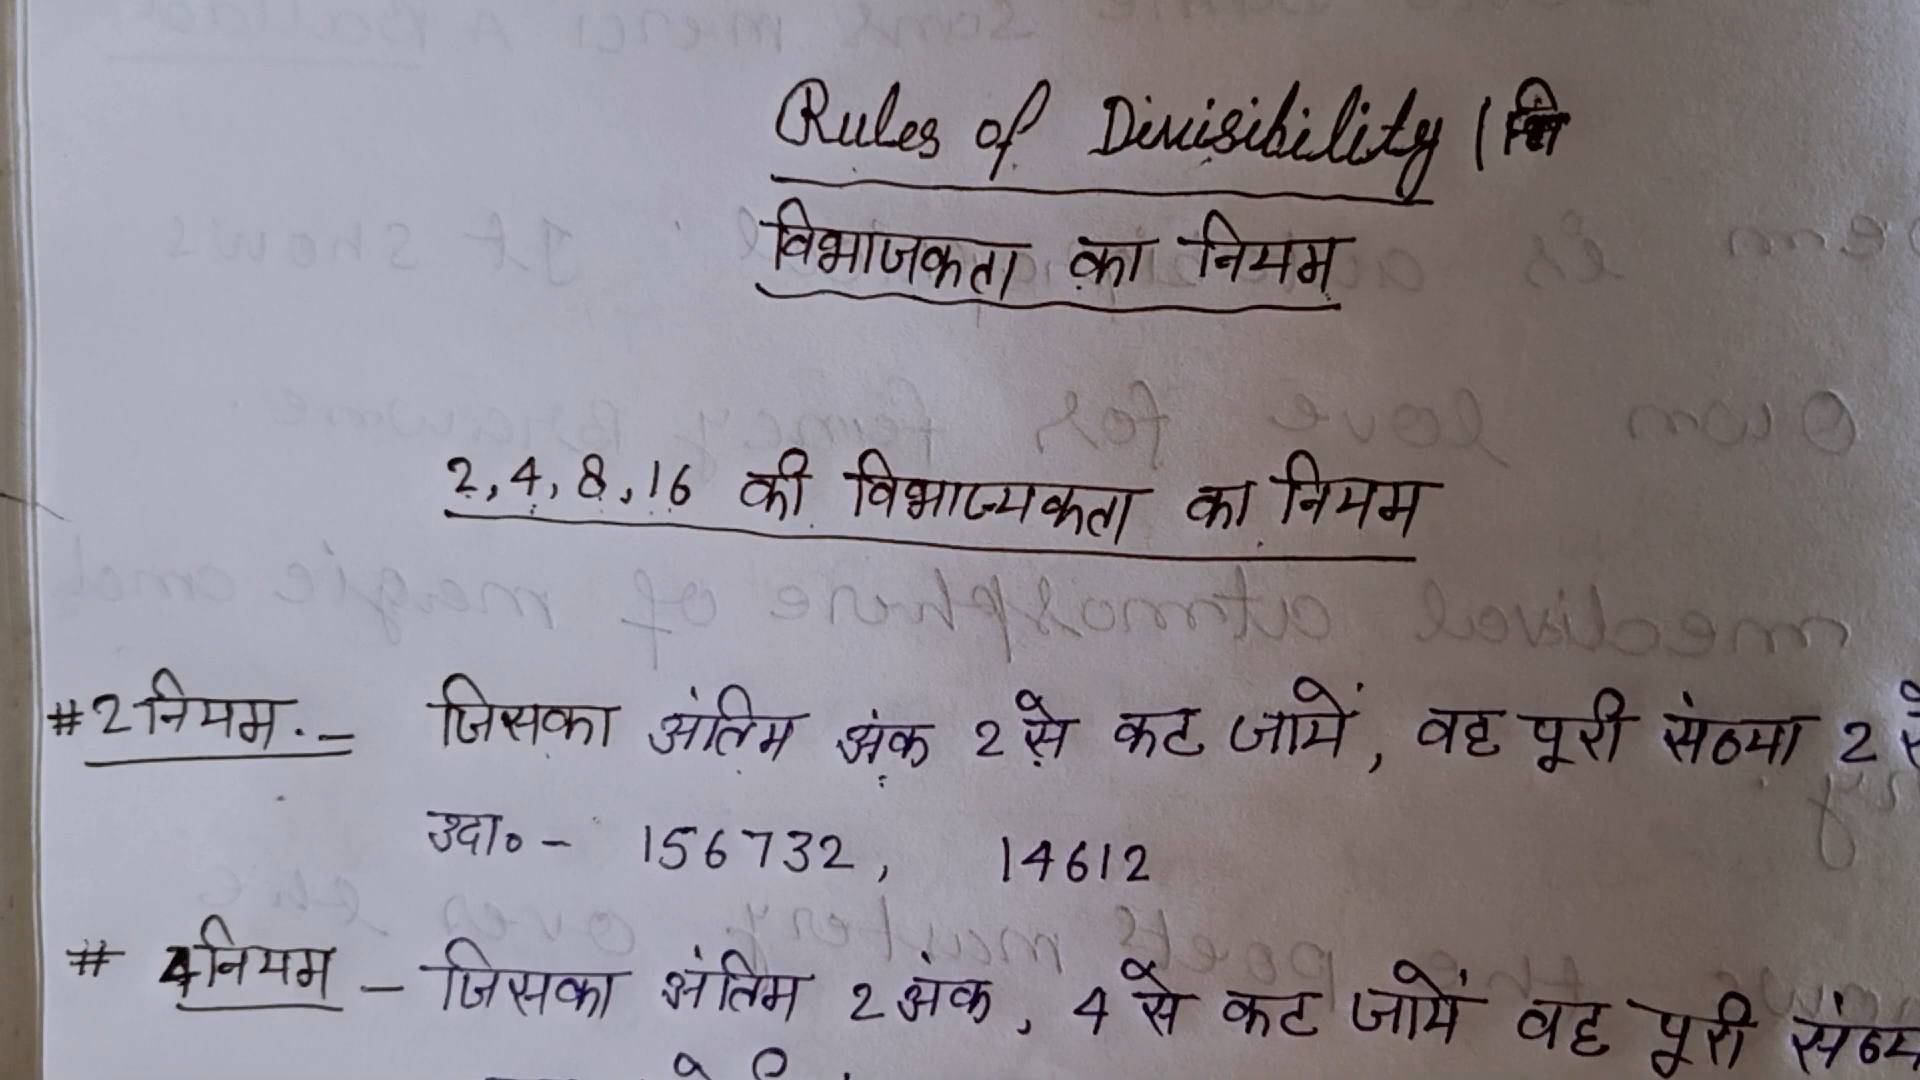 Rules of Divisibility |
विभाजकता का नियम
2, 4, 8, 16 की विभाज्यकता का नियम
#2 नियम.- जिसका अंतिम अंक 2 से कट जायें, वह पूरी संख्या 2
उदा० - 156732, 14612
# 4 नियम - जिसका अंतिम 2 अंक, 4 से कट जायें वह पूरी